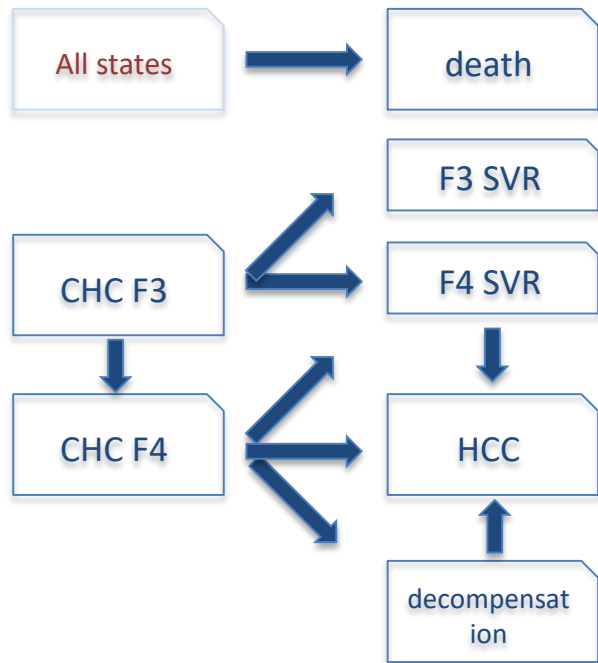 All states
death
F3 SVR
CHC F3
F4 SVR
CHC F4
HCC
decompensat
ion